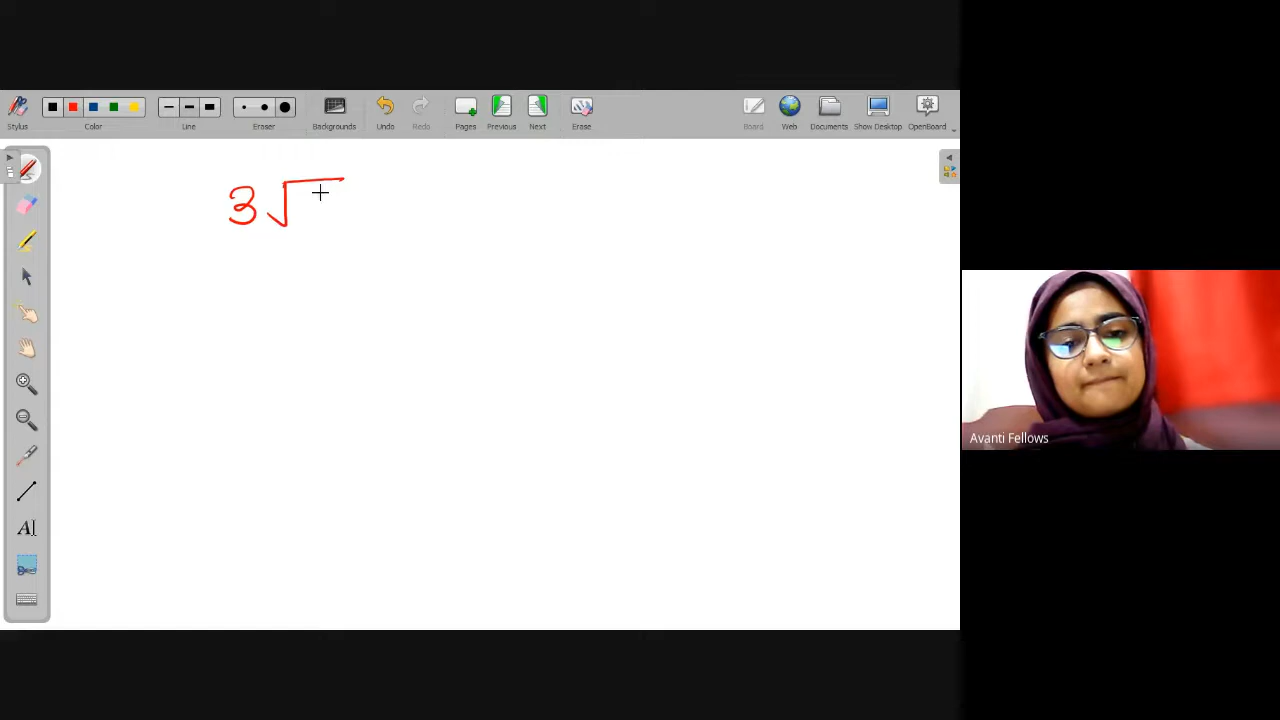 Stylus Color Line Eraser Backgrounds Undo Redo Pages Previous Next Erase Board Web Documents Show Desktop OpenBoard
3√
A
Avanti Fellows